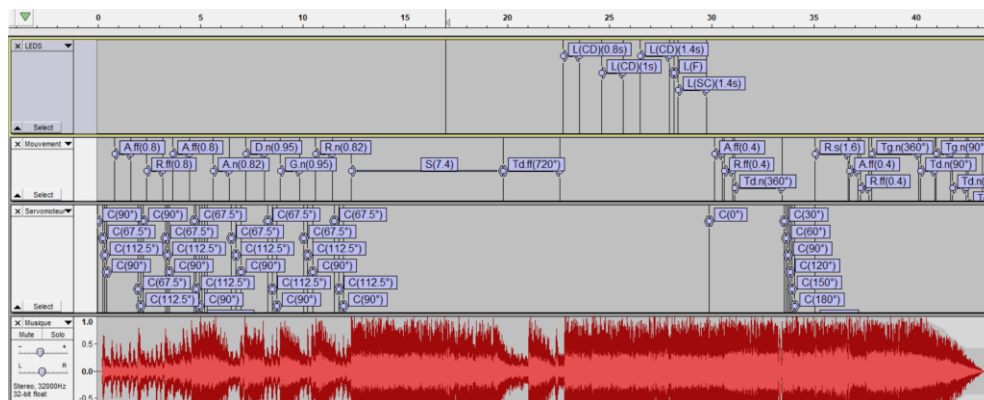 0 5 10 15 20 25 30 35 40
LEDS
L(CD)(0.8s) L(CD)(1.4s)
L(CD)(1s) L(F)
L(SC)(1.4s)
Select
Mouvement
A.ff(0.8) A.ff(0.8) D.n(0.95) R.n(0.82) A.ff(0.4) R.s(1.6) Tg.n(360°) Tg.n(90°
R.ff(0.8) A.n(0.82) G.n(0.95) S(7.4) Td.ff(720°) R.ff(0.4) A.ff(0.4) Td.n(90°)
Td.n(360°) R.ff(0.4) Td.n(
Select
Servomoteur
C(90°) C(90°) C(67.5°) C(67.5°) C(67.5°) C(0°) C(30°)
C(67.5°) C(67.5°) C(67.5°) C(67.5°) C(60°)
C(112.5°) C(112.5°) C(112.5°) C(112.5°) C(90°)
C(90°) C(90°) C(90°) C(90°) C(120°)
C(67.5°) C(112.5°) C(112.5°) C(112.5°) C(150°)
C(112.5°) C(90°) C(90°) C(90°) C(180°)
Select
Musique
1.0
Mute Solo
0.5
- +
0.0
L R
Stereo, 32000Hz
32-bit float
-0.5